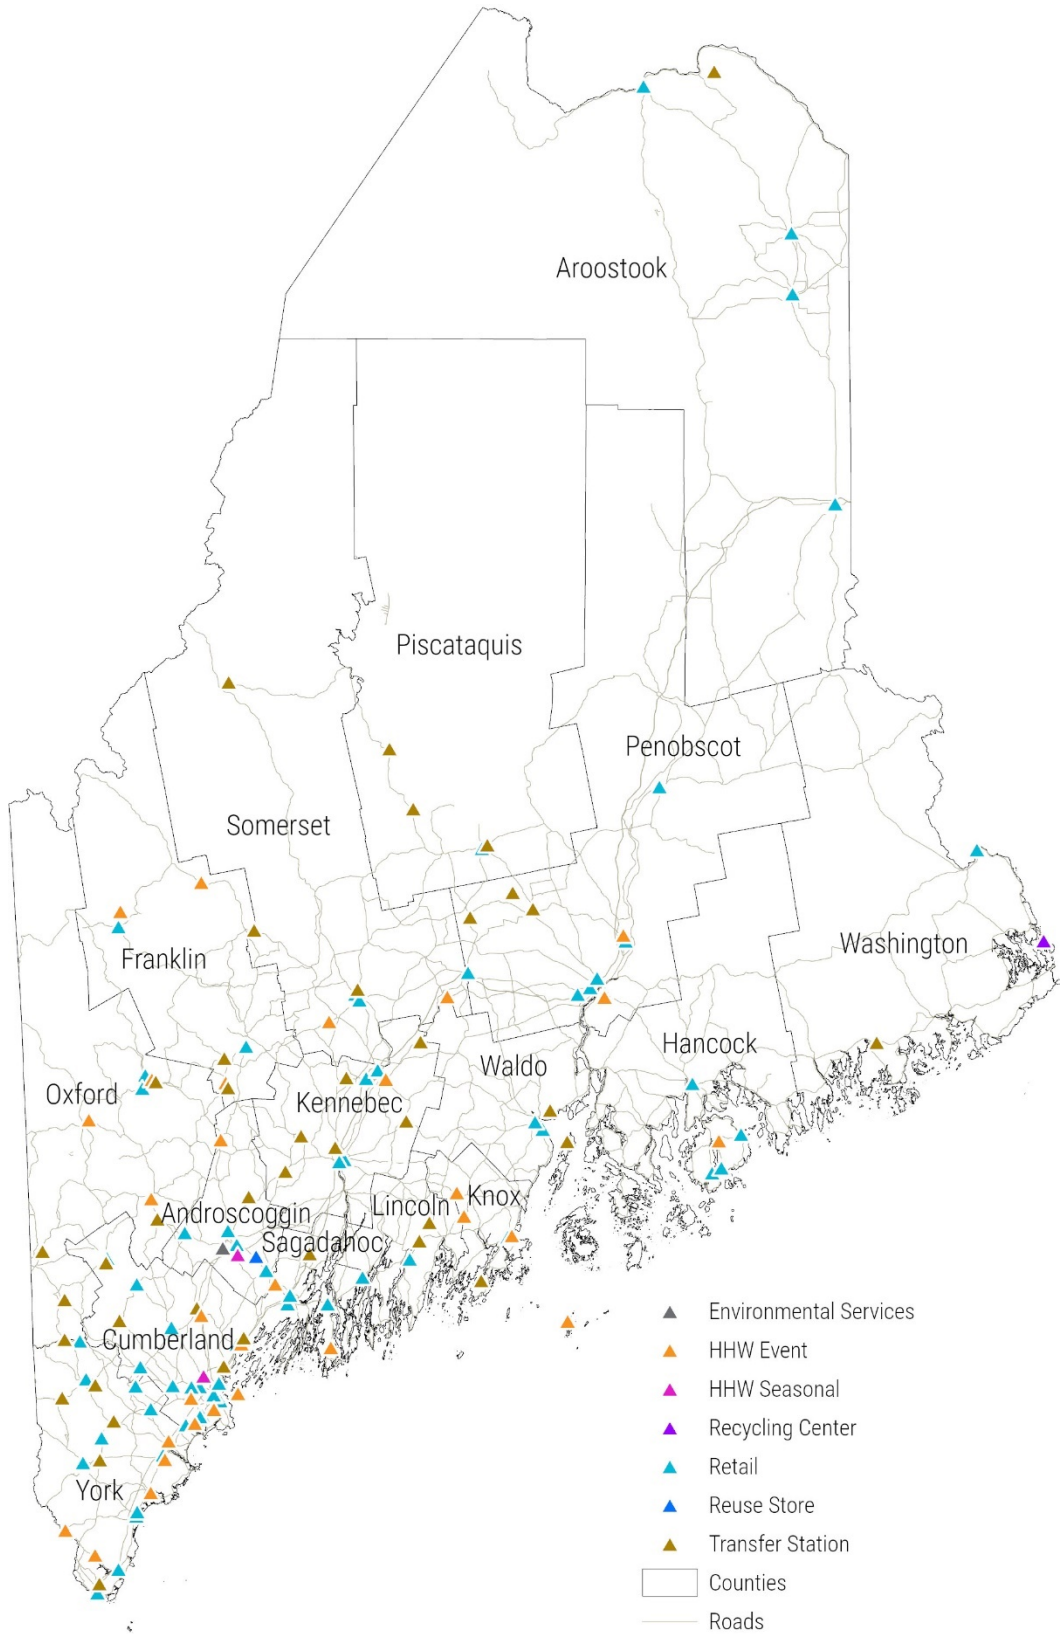 Aroostook
Piscataquis
Penobscot
Somerset
Washington
Franklin
Hancock
Waldo
Oxford
Kennebec
Lincoln
Knox
Androscoggin
Sagadahoc
Cumberland
York
Environmental Services
HHW Event
HHW Seasonal
Recycling Center
Retail
Reuse Store
Transfer Station
Counties
Roads